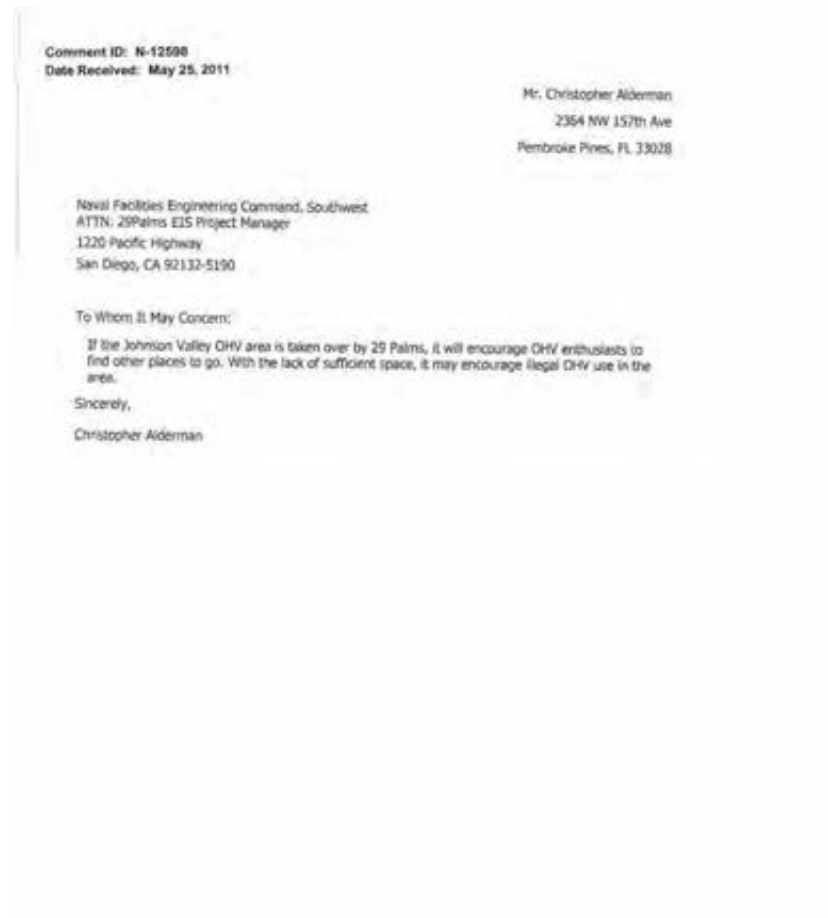 Comment ID: N-12598
Date Received: May 25, 2011
Mr. Christopher Alderman
2364 NW 157th Ave
Pembroke Pines, FL 33028
Naval Facilities Engineering Command, Southwest
ATTN: 29Palms EIS Project Manager
1220 Pacific Highway
San Diego, CA 92132-5190
To Whom It May Concern:
If the Johnson Valley OHV area is taken over by 29 Palms, it will encourage OHV enthusiasts to
find other places to go. With the lack of sufficient space, it may encourage illegal OHV use in the
area.
Sincerely,
Christopher Alderman